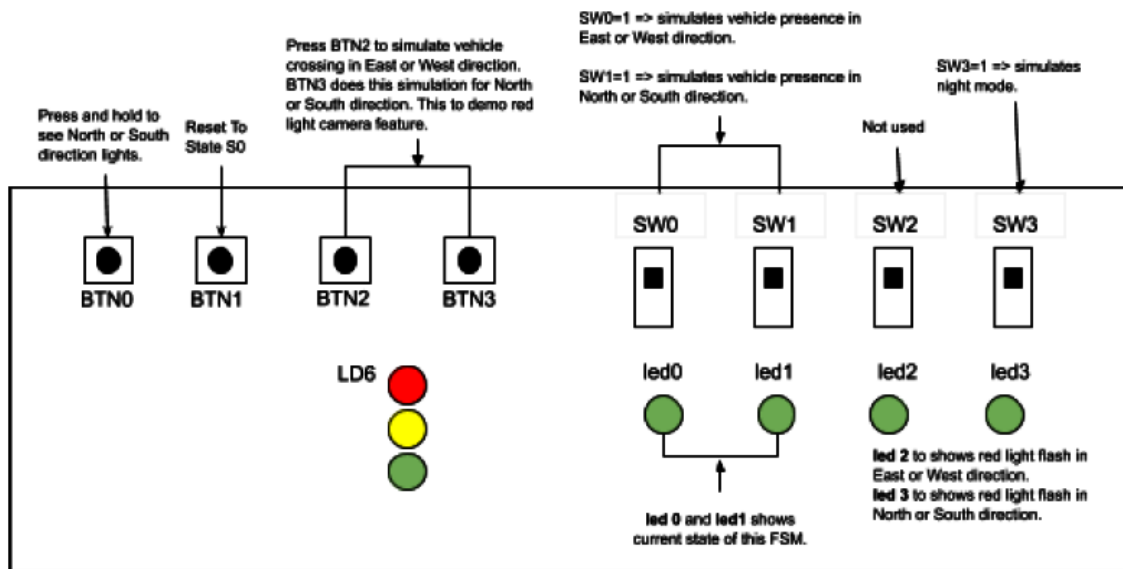 SW0=1 => simulates vehicle presence in
East or West direction.
SW1=1 => simulates vehicle presence in
North or South direction.
Press BTN2 to simulate vehicle
crossing in East or West direction.
BTN3 does this simulation for North
or South direction. This to demo red
light camera feature.
SW3=1 => simulates
night mode.
Press and hold to
see North or South
direction lights.
Reset To
State S0
Not used
SW0 SW1 SW2 SW3
BTN0 BTN1 BTN2 BTN3
LD6 led0 led1 led2 led3
led 2 to shows red light flash in
East or West direction.
led 3 to shows red light flash in
North or South direction.
led 0 and led1 shows
current state of this FSM.